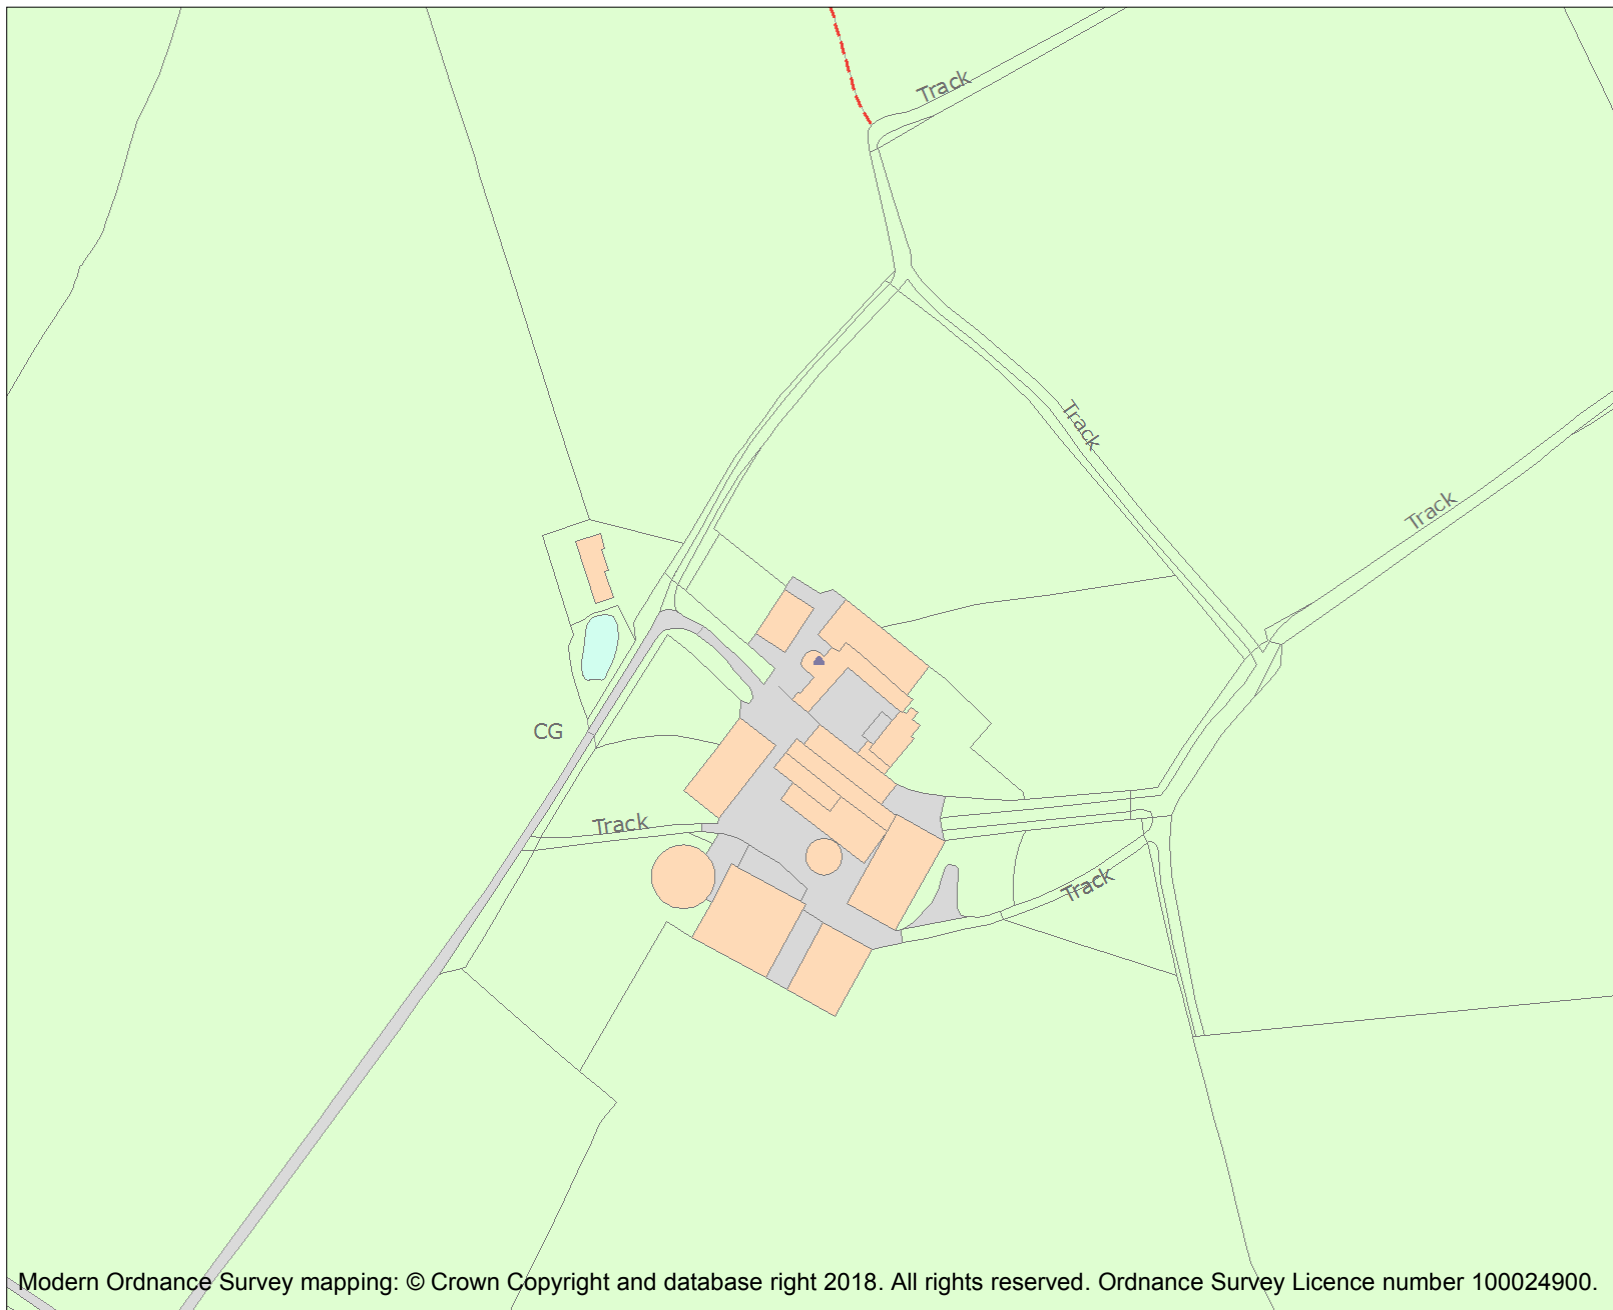 Track
Track
Track
CG
Track
Track
Modern Ordnance Survey mapping: © Crown Copyright and database right 2018. All rights reserved. Ordnance Survey Licence number 100024900.